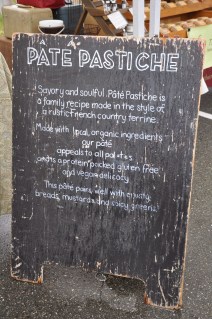 PATE PASTICHE
Savory and soulful. Pâté Pastiche is
a family recipe made in the style of
a rustic French country terrine.
Made with local, organic ingredients
our pâté
appeals to all palates
and is a protein packed, gluten free
and vegan delicacy
This pâté pairs well with crusty
breads, mustards and spicy greens.